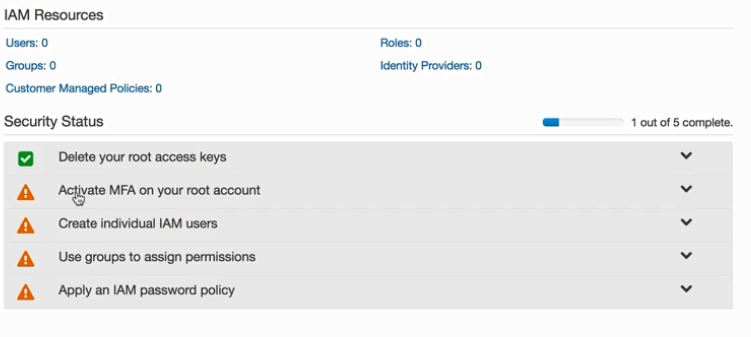 IAM Resources
Users: 0
Roles: 0
Groups: 0
Identity Providers: 0
Customer Managed Policies: 0
Security Status
1 out of 5 complete.
Delete your root access keys
Activate MFA on your root account
Create individual IAM users
Use groups to assign permissions
Apply an IAM password policy